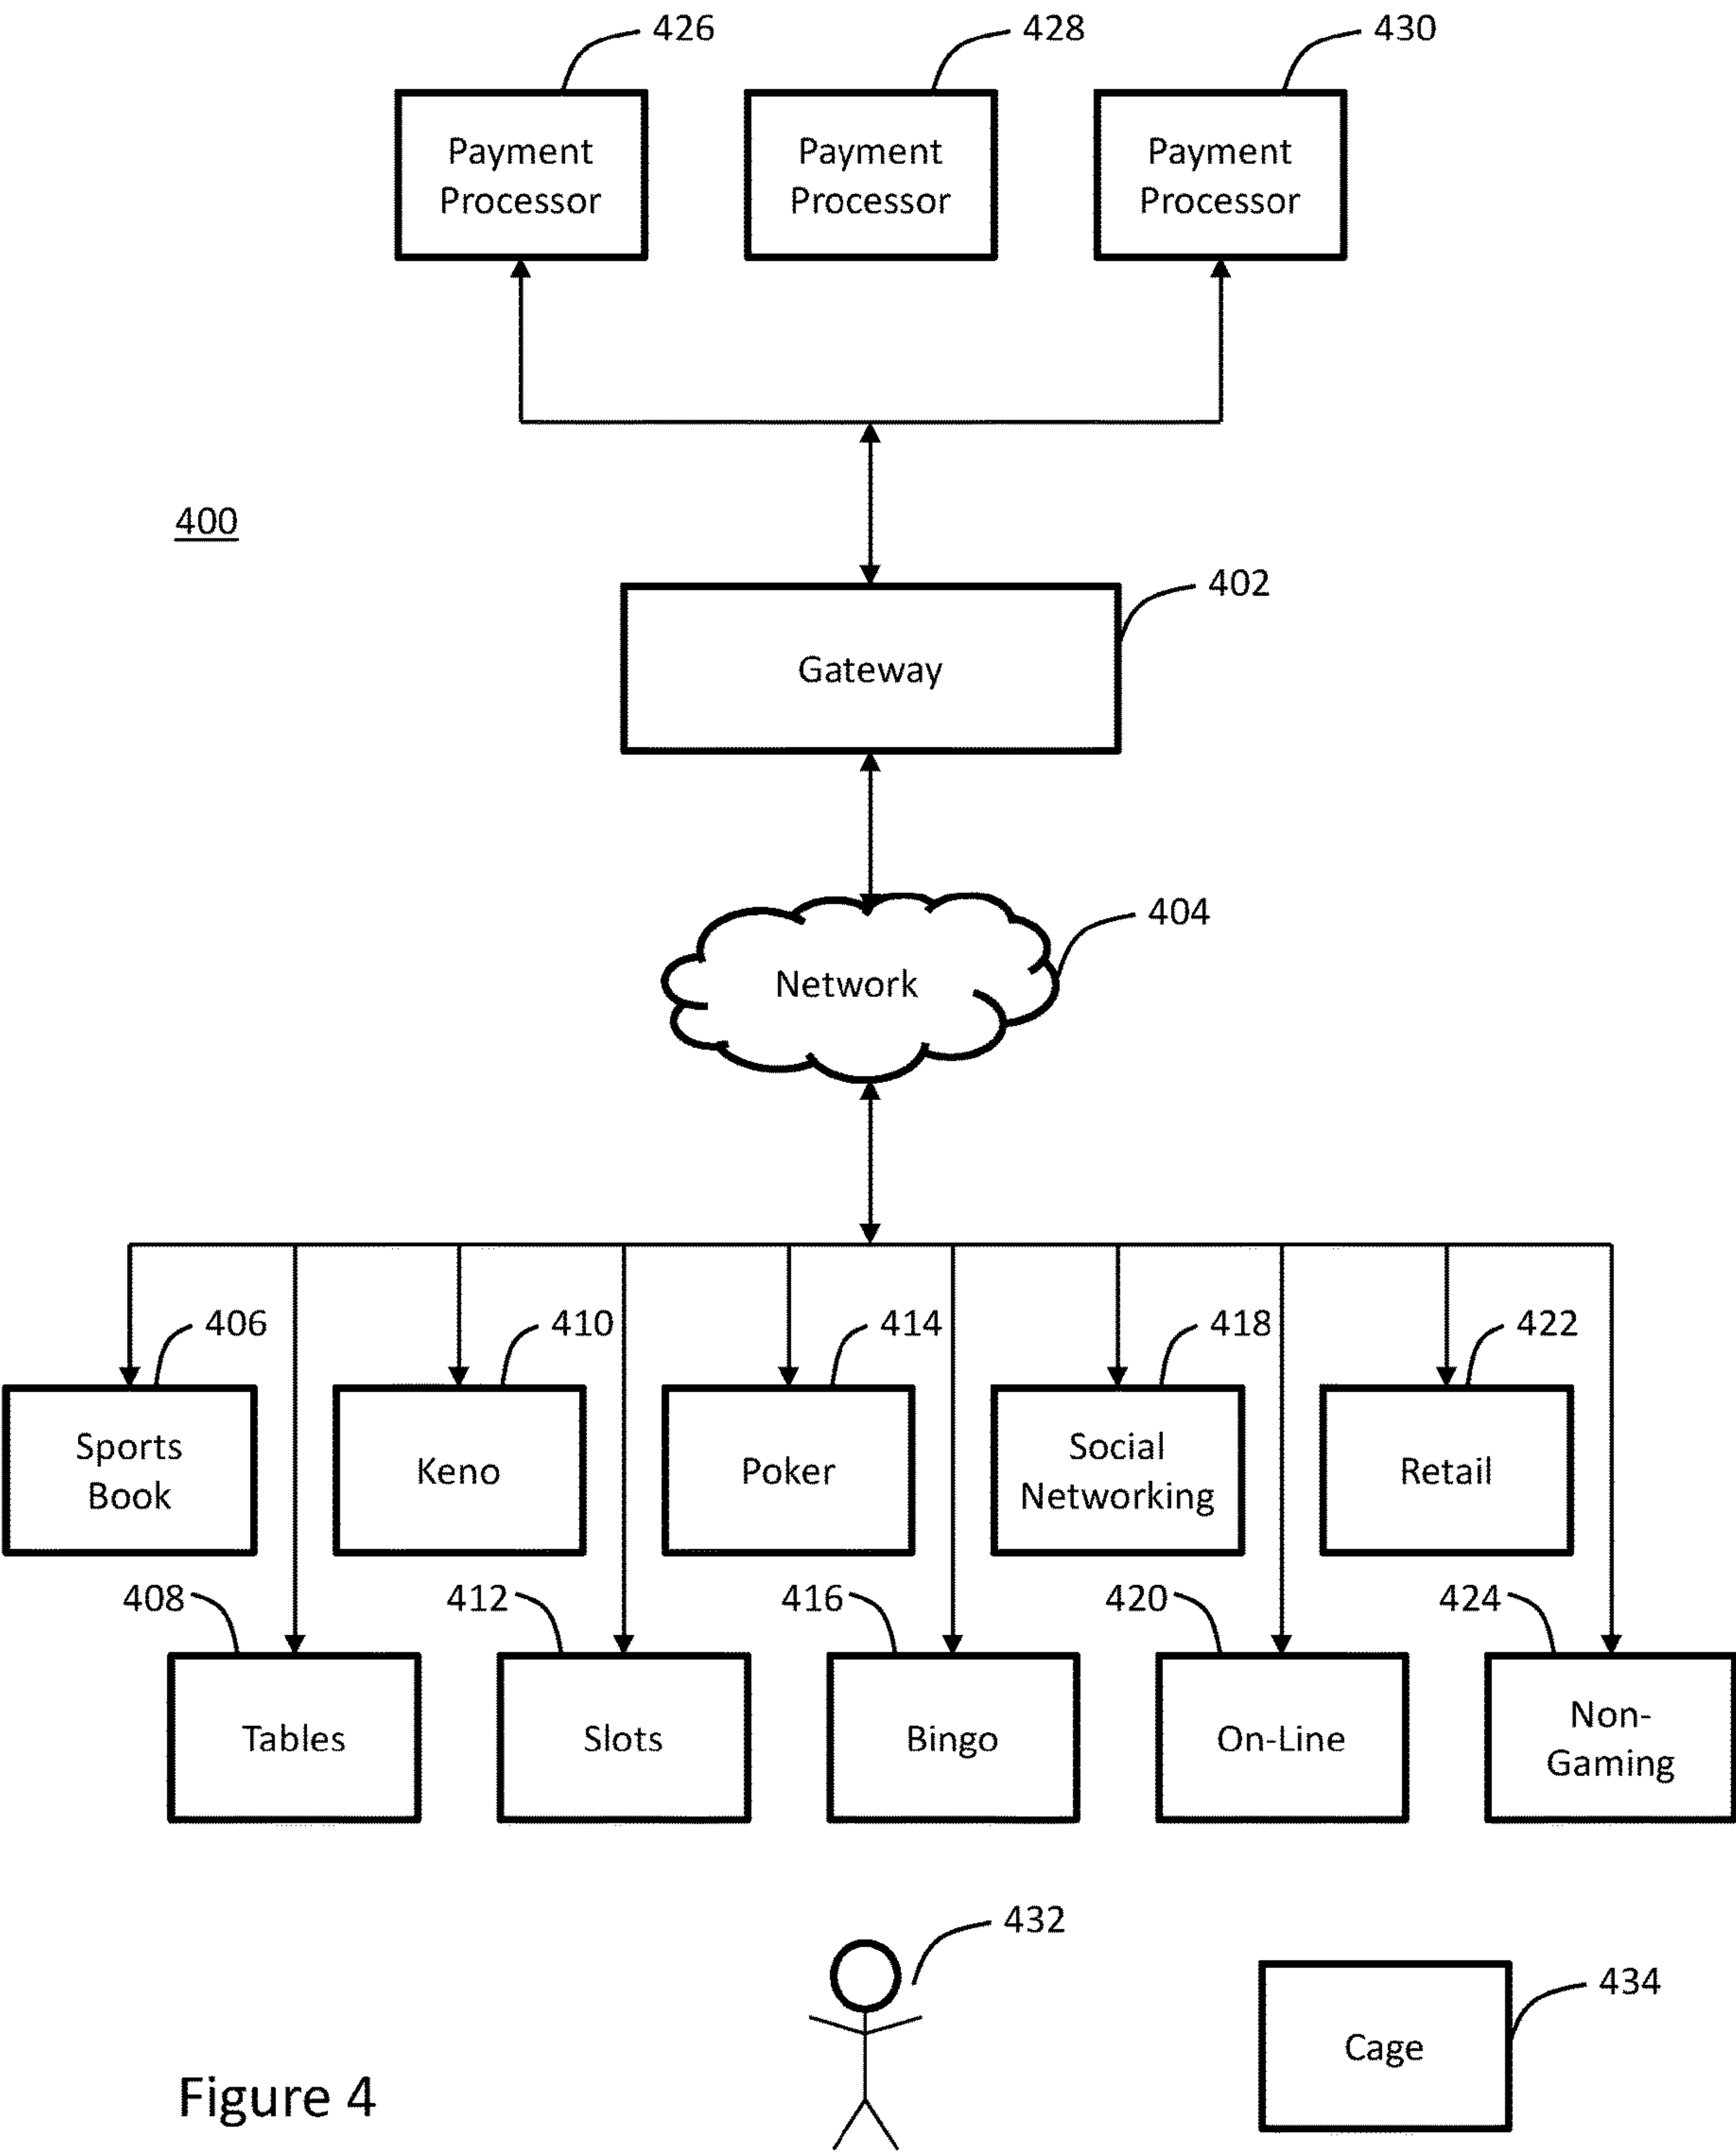 426
428
430
Payment
Processor
Payment
Processor
Payment
Processor
400
402
Gateway
404
Network
406
410
414
418
422
Sports
Book
Keno
Poker
Social
Networking
Retail
408
412
416
420
424
Tables
Slots
Bingo
On-Line
Non-
Gaming
432
434
Cage
Figure 4